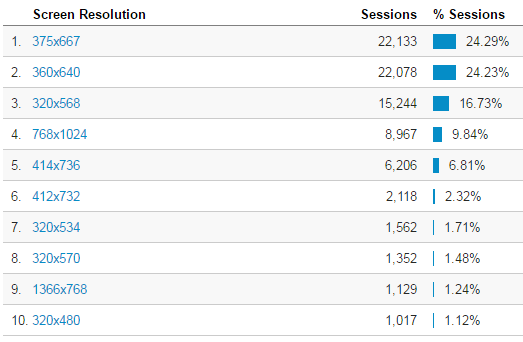 Screen Resolution Sessions % Sessions
1. 375x667 22,133 24.29%
2. 360x640 22,078 24.23%
3. 320x568 15,244 16.73%
4. 768x1024 8,967 9.84%
5. 414x736 6,206 6.81%
6. 412x732 2,118 2.32%
7. 320x534 1,562 1.71%
8. 320x570 1,352 1.48%
9. 1366x768 1,129 1.24%
10. 320x480 1,017 1.12%